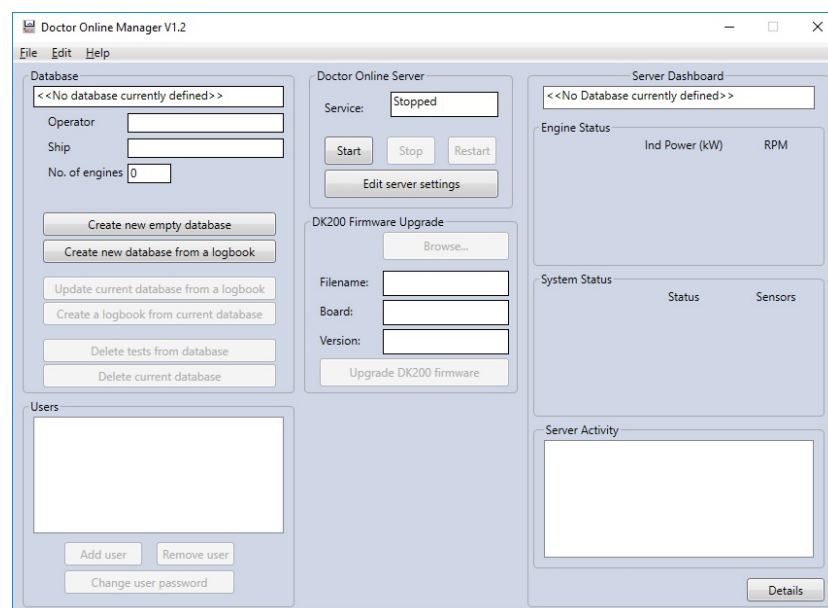 Doctor Online Manager V1.2
File Edit Help
Database
<<No database currently defined>>
Operator
Ship
No. of engines 0
Create new empty database
Create new database from a logbook
Update current database from a logbook
Create a logbook from current database
Delete tests from database
Delete current database
Users
Add user Remove user
Change user password
Doctor Online Server
Service: Stopped
Start Stop Restart
Edit server settings
DK200 Firmware Upgrade
Browse...
Filename:
Board:
Version:
Upgrade DK200 firmware
Server Dashboard
<<No Database currently defined>>
Engine Status
Ind Power (kW) RPM
System Status
Status Sensors
Server Activity
Details